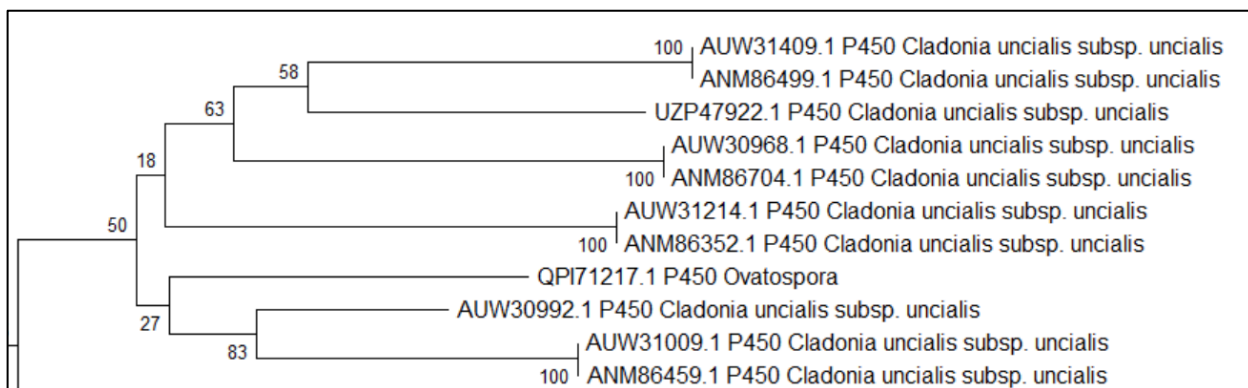 100 AUW31409.1 P450 Cladonia uncialis subsp. uncialis
58
ANM86499.1 P450 Cladonia uncialis subsp. uncialis
63
UZP47922.1 P450 Cladonia uncialis subsp. uncialis
AUW30968.1 P450 Cladonia uncialis subsp. uncialis
18
100 ANM86704.1 P450 Cladonia uncialis subsp. uncialis
AUW31214.1 P450 Cladonia uncialis subsp. uncialis
50
100 ANM86352.1 P450 Cladonia uncialis subsp. uncialis
QPI71217.1 P450 Ovatospora
AUW30992.1 P450 Cladonia uncialis subsp. uncialis
27
AUW31009.1 P450 Cladonia uncialis subsp. uncialis
83
100 ANM86459.1 P450 Cladonia uncialis subsp. uncialis